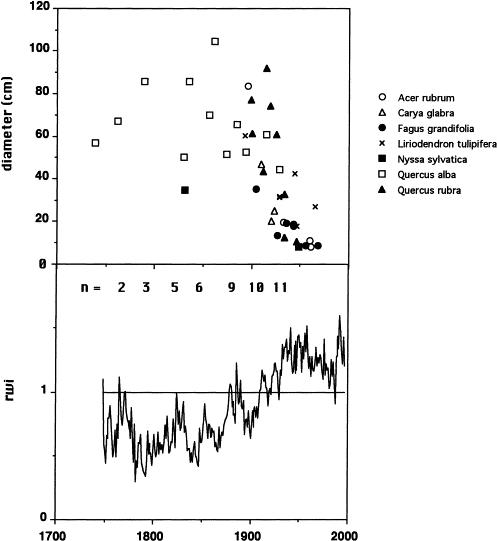 120
100
80
60
40
20
0
diameter (cm)
Acer rubrum
Carya glabra
Fagus grandifolia
Liriodendron tulipifera
Nyssa sylvatica
Quercus alba
Quercus rubra
n = 2 3 5 6 9 10 11
rwi
1
0
1700 1800 1900 2000